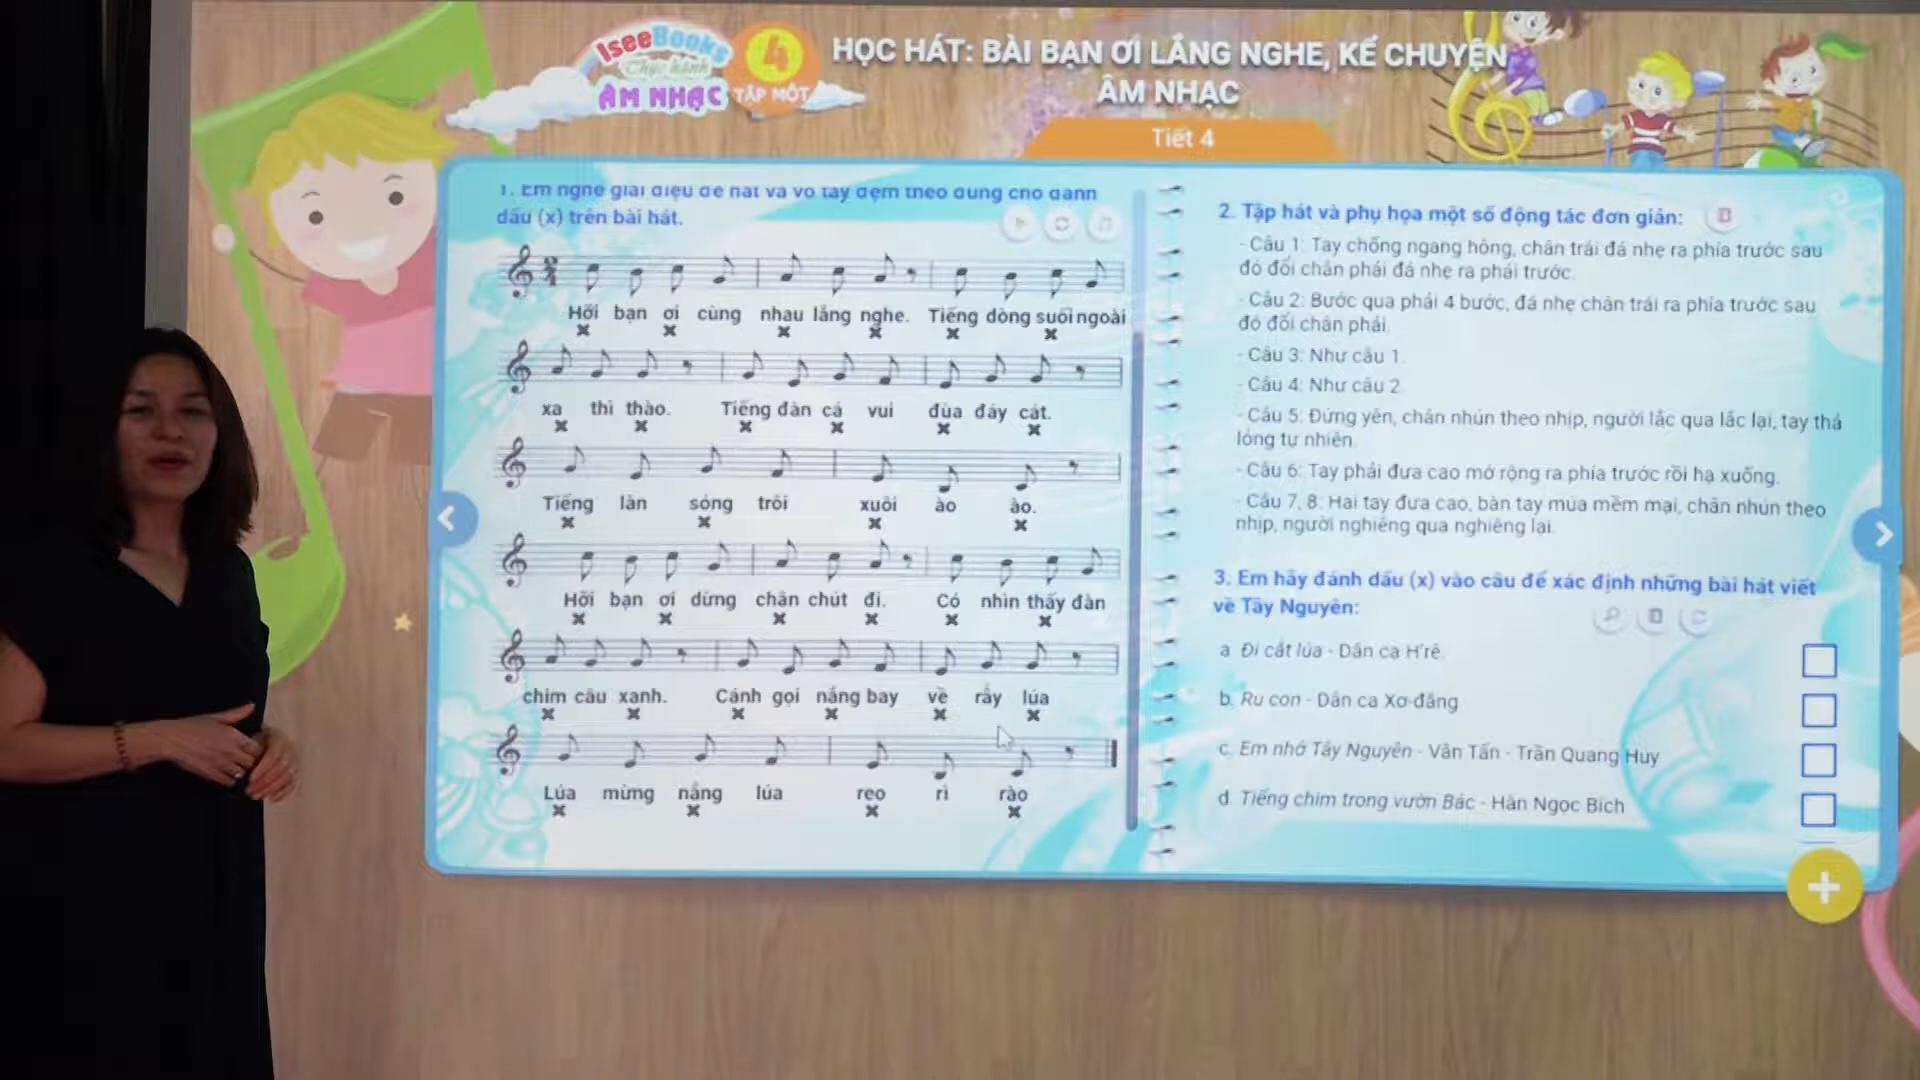 IseeBooks
Thực hành
ÂM NHẠC
4
TẬP MỘT
HỌC HÁT: BÀI BẠN ƠI LẮNG NGHE, KỂ CHUYỆN
ÂM NHẠC
Tiết 4
1. Em nghe giai điệu để hát và vỗ tay đệm theo đúng chỗ đánh
dấu (x) trên bài hát.
Hỡi bạn ơi cùng nhau lắng nghe. Tiếng dòng suối ngoài
xa thì thào. Tiếng đàn cá vui đùa đáy cát.
Tiếng làn sóng trôi xuôi ào ào.
Hỡi bạn ơi dừng chân chút đi. Có nhìn thấy đàn
chim câu xanh. Cánh gọi nắng bay về rẫy lúa
Lúa mừng nắng lúa reo rì rào
2. Tập hát và phụ họa một số động tác đơn giản:
- Câu 1: Tay chống ngang hông, chân trái đá nhẹ ra phía trước sau
đó đổi chân phải đá nhẹ ra phải trước.
- Câu 2: Bước qua phải 4 bước, đá nhẹ chân trái ra phía trước sau
đó đổi chân phải.
- Câu 3: Như câu 1.
- Câu 4: Như câu 2
- Câu 5: Đứng yên, chân nhún theo nhịp, người lắc qua lắc lại, tay thả
lỏng tự nhiên
- Câu 6: Tay phải đưa cao mở rộng ra phía trước rồi hạ xuống.
- Câu 7, 8: Hai tay đưa cao, bàn tay múa mềm mại, chân nhún theo
nhịp, người nghiêng qua nghiêng lại.
3. Em hãy đánh dấu (x) vào câu để xác định những bài hát viết
về Tây Nguyên:
a. Đi cắt lúa - Dân ca H'rê.
b. Ru con - Dân ca Xơ-đăng
c. Em nhớ Tây Nguyên - Văn Tấn - Trần Quang Huy
d. Tiếng chim trong vườn Bác - Hàn Ngọc Bích